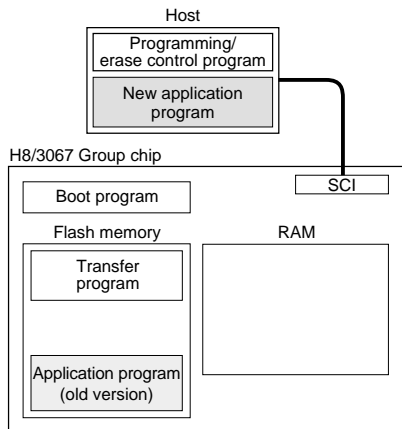 Host
Programming/
erase control program
New application
program
H8/3067 Group chip
SCI
Boot program
Flash memory
RAM
Transfer
program
Application program
(old version)